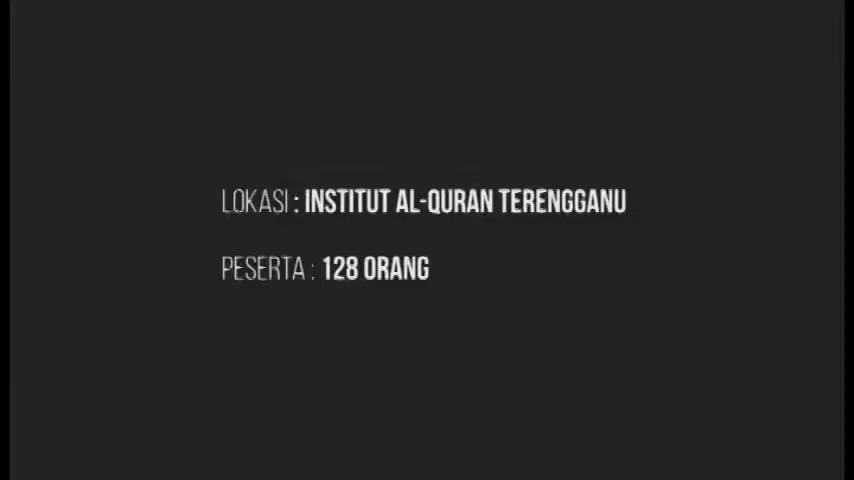 LOKASI : INSTITUT AL-QURAN TERENGGANU
PESERTA : 128 ORANG